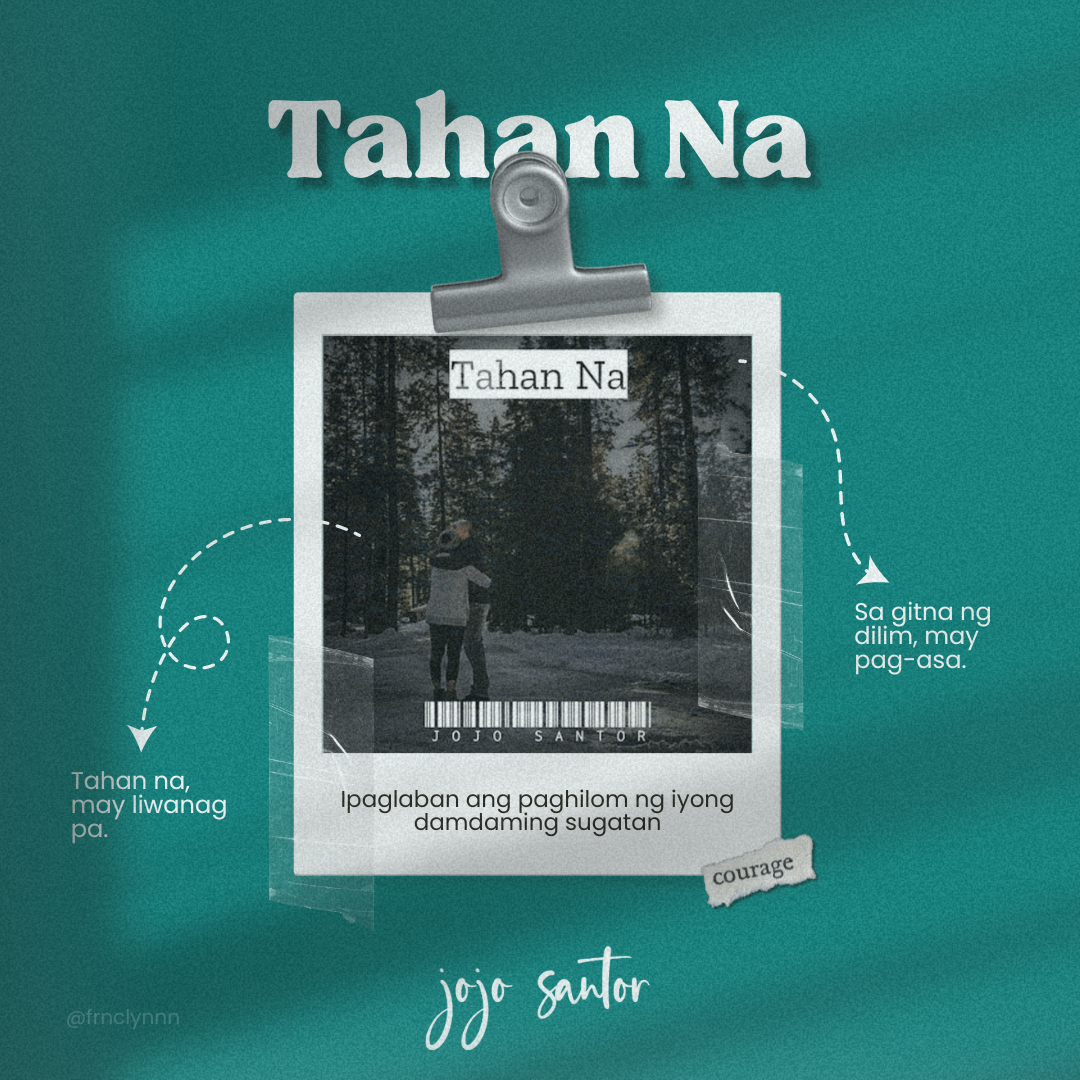 Tahan Na
Tahan Na
JOJO SANTOR
Sa gitna ng
dilim, may
pag-asa.
Tahan na,
may liwanag
pa.
Ipaglaban ang paghilom ng iyong
damdaming sugatan
courage
jojo santor
@frnclynnn